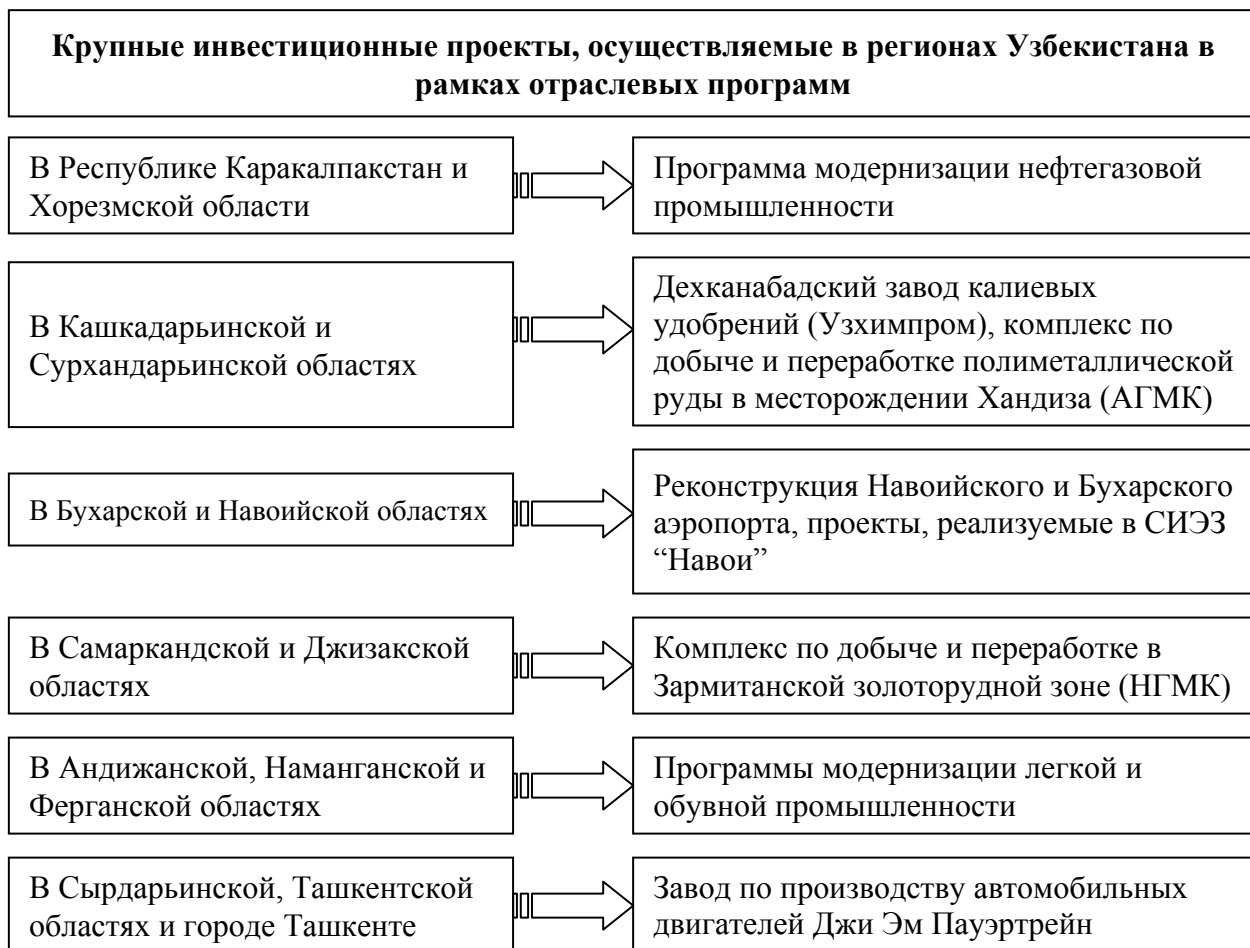 Крупные инвестиционные проекты, осуществляемые в регионах Узбекистана в
рамках отраслевых программ
В Республике Каракалпакстан и
Хорезмской области
Программа модернизации нефтегазовой
промышленности
В Кашкадарьинской и
Сурхандарьинской областях
Дехканабадский завод калиевых
удобрений (Узхимпром), комплекс по
добыче и переработке полиметаллической
руды в месторождении Хандиза (АГМК)
В Бухарской и Навоийской областях
Реконструкция Навоийского и Бухарского
аэропорта, проекты, реализуемые в СИЭЗ
“Навои”
В Самаркандской и Джизакской
областях
Комплекс по добыче и переработке в
Зармитанской золоторудной зоне (НГМК)
В Андижанской, Наманганской и
Ферганской областях
Программы модернизации легкой и
обувной промышленности
В Сырдарьинской, Ташкентской
областях и городе Ташкенте
Завод по производству автомобильных
двигателей Джи Эм Пауэртрейн